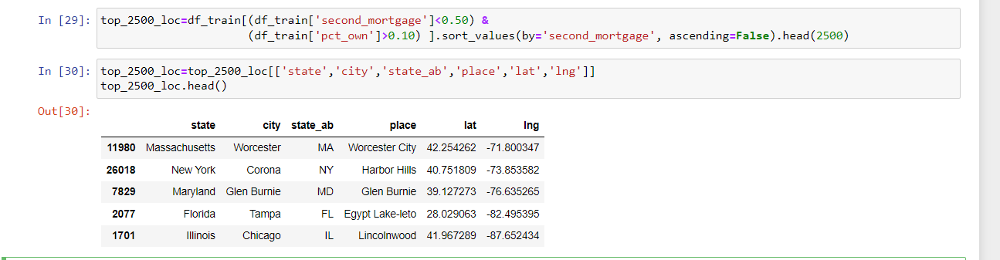 In [29]: top_2500_loc=df_train[(df_train['second_mortgage']<0.50) &
(df_train['pct_own']>0.10) ].sort_values(by='second_mortgage', ascending=False).head(2500)
In [30]: top_2500_loc=top_2500_loc[['state','city','state_ab','place','lat','lng']]
top_2500_loc.head()
Out[30]:
state city state_ab place lat lng
11980 Massachusetts Worcester MA Worcester City 42.254262 -71.800347
26018 New York Corona NY Harbor Hills 40.751809 -73.853582
7829 Maryland Glen Burnie MD Glen Burnie 39.127273 -76.635265
2077 Florida Tampa FL Egypt Lake-leto 28.029063 -82.495395
1701 Illinois Chicago IL Lincolnwood 41.967289 -87.652434